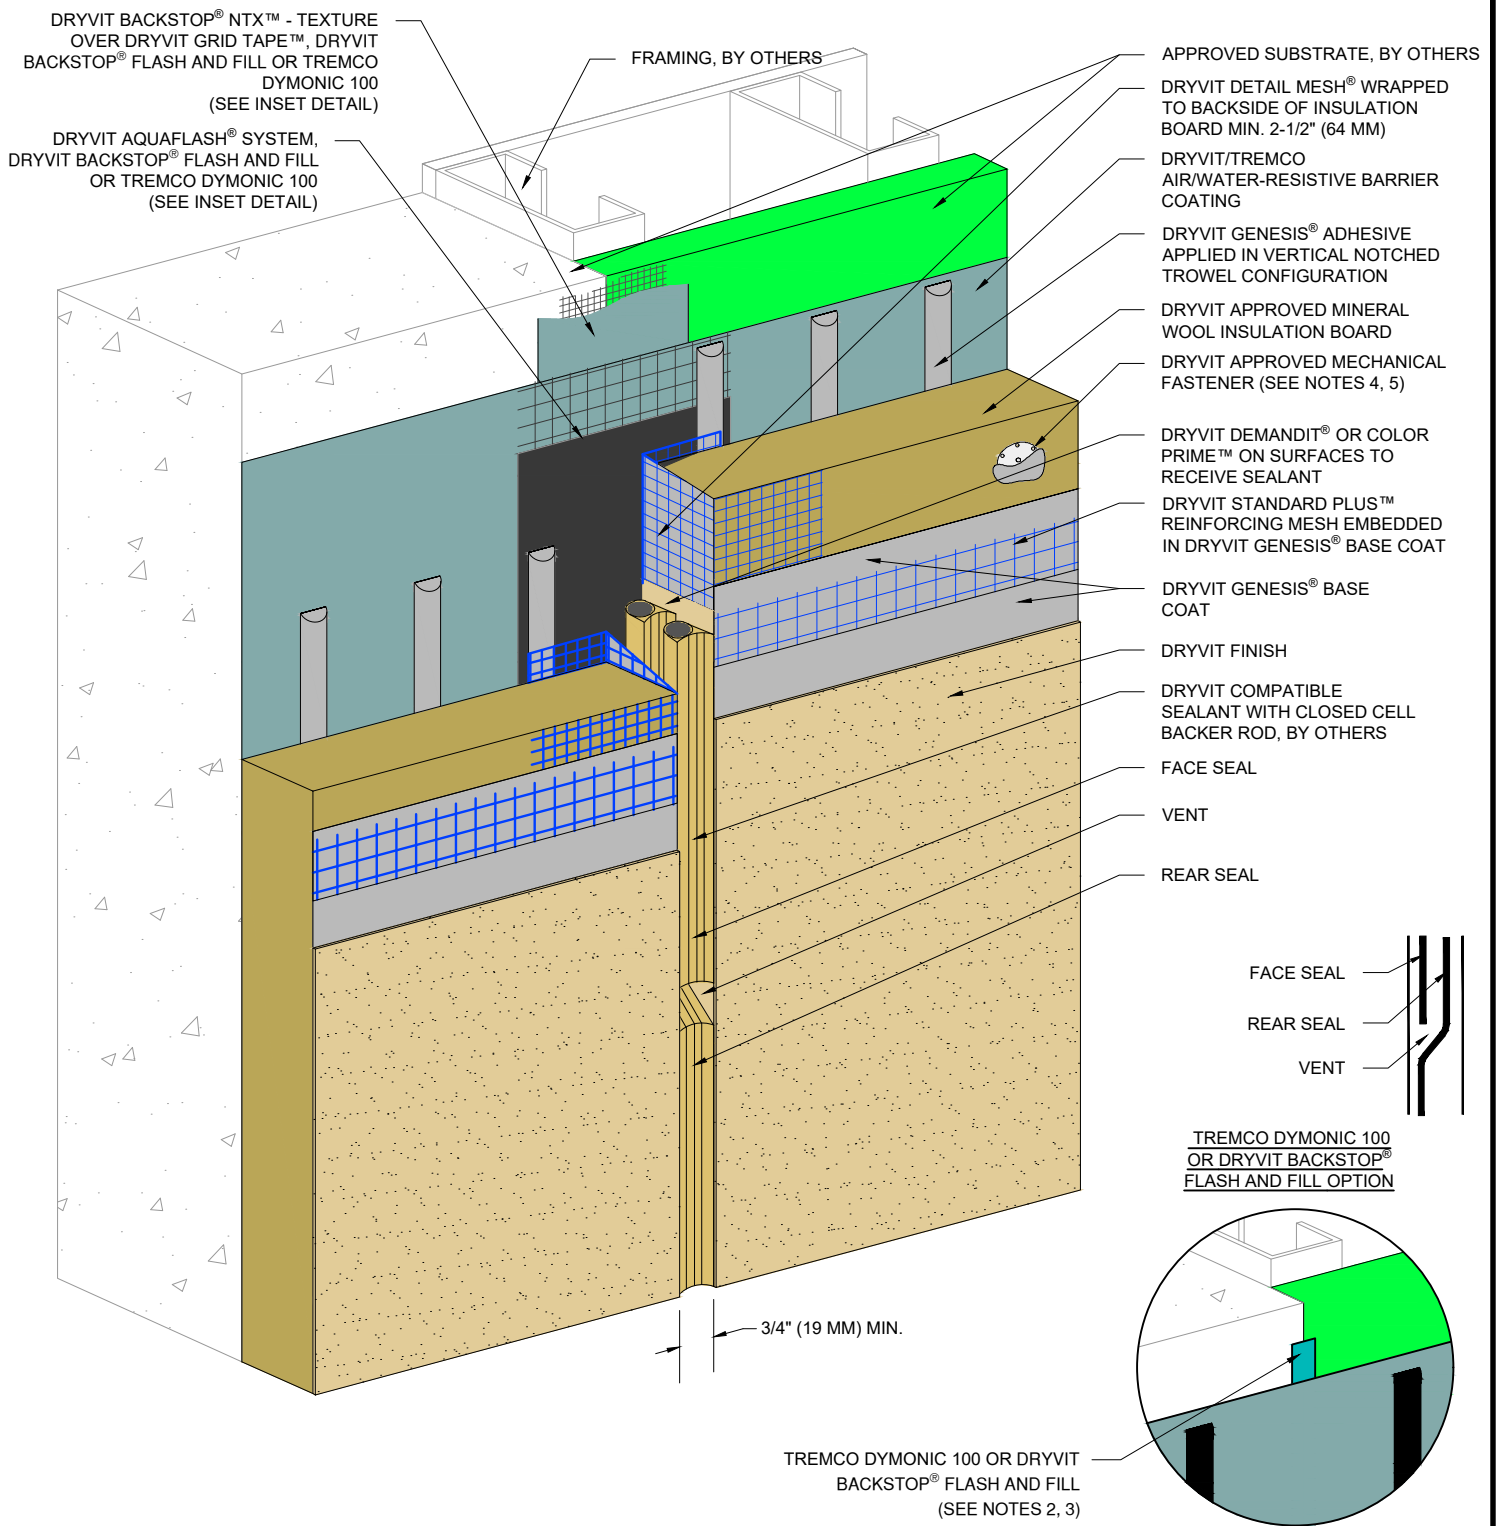 DRYVIT BACKSTOP® NTX™ - TEXTURE
OVER DRYVIT GRID TAPE™, DRYVIT
BACKSTOP® FLASH AND FILL OR TREMCO
DYMONIC 100
(SEE INSET DETAIL)
DRYVIT AQUAFLASH® SYSTEM,
DRYVIT BACKSTOP® FLASH AND FILL
OR TREMCO DYMONIC 100
(SEE INSET DETAIL)
FRAMING, BY OTHERS
APPROVED SUBSTRATE, BY OTHERS
DRYVIT DETAIL MESH® WRAPPED
TO BACKSIDE OF INSULATION
BOARD MIN. 2-1/2" (64 MM)
DRYVIT/TREMCO
AIR/WATER-RESISTIVE BARRIER
COATING
DRYVIT GENESIS® ADHESIVE
APPLIED IN VERTICAL NOTCHED
TROWEL CONFIGURATION
DRYVIT APPROVED MINERAL
WOOL INSULATION BOARD
DRYVIT APPROVED MECHANICAL
FASTENER (SEE NOTES 4, 5)
DRYVIT DEMANDIT® OR COLOR
PRIME™ ON SURFACES TO
RECEIVE SEALANT
DRYVIT STANDARD PLUS™
REINFORCING MESH EMBEDDED
IN DRYVIT GENESIS® BASE COAT
DRYVIT GENESIS® BASE
COAT
DRYVIT FINISH
DRYVIT COMPATIBLE
SEALANT WITH CLOSED CELL
BACKER ROD, BY OTHERS
FACE SEAL
VENT
REAR SEAL
FACE SEAL
REAR SEAL
VENT
TREMCO DYMONIC 100
OR DRYVIT BACKSTOP®
FLASH AND FILL OPTION
3/4" (19 MM) MIN.
TREMCO DYMONIC 100 OR DRYVIT
BACKSTOP® FLASH AND FILL
(SEE NOTES 2, 3)